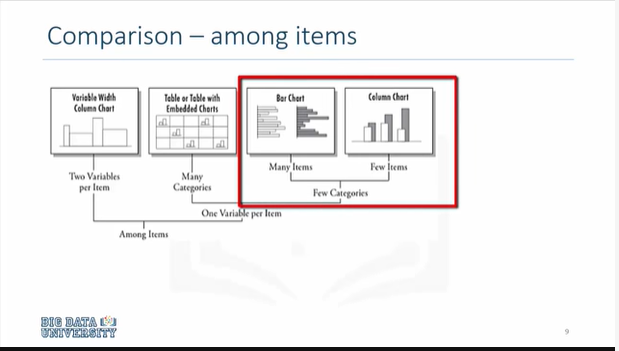 Comparison – among items
Variable Width
Column Chart
Table or Table with
Embedded Charts
Bar Chart
Column Chart
Two Variables
per Item
Many
Categories
Many Items
Few Items
Few Categories
One Variable per Item
Among Items
BIG DATA
UNIVERSITY
9